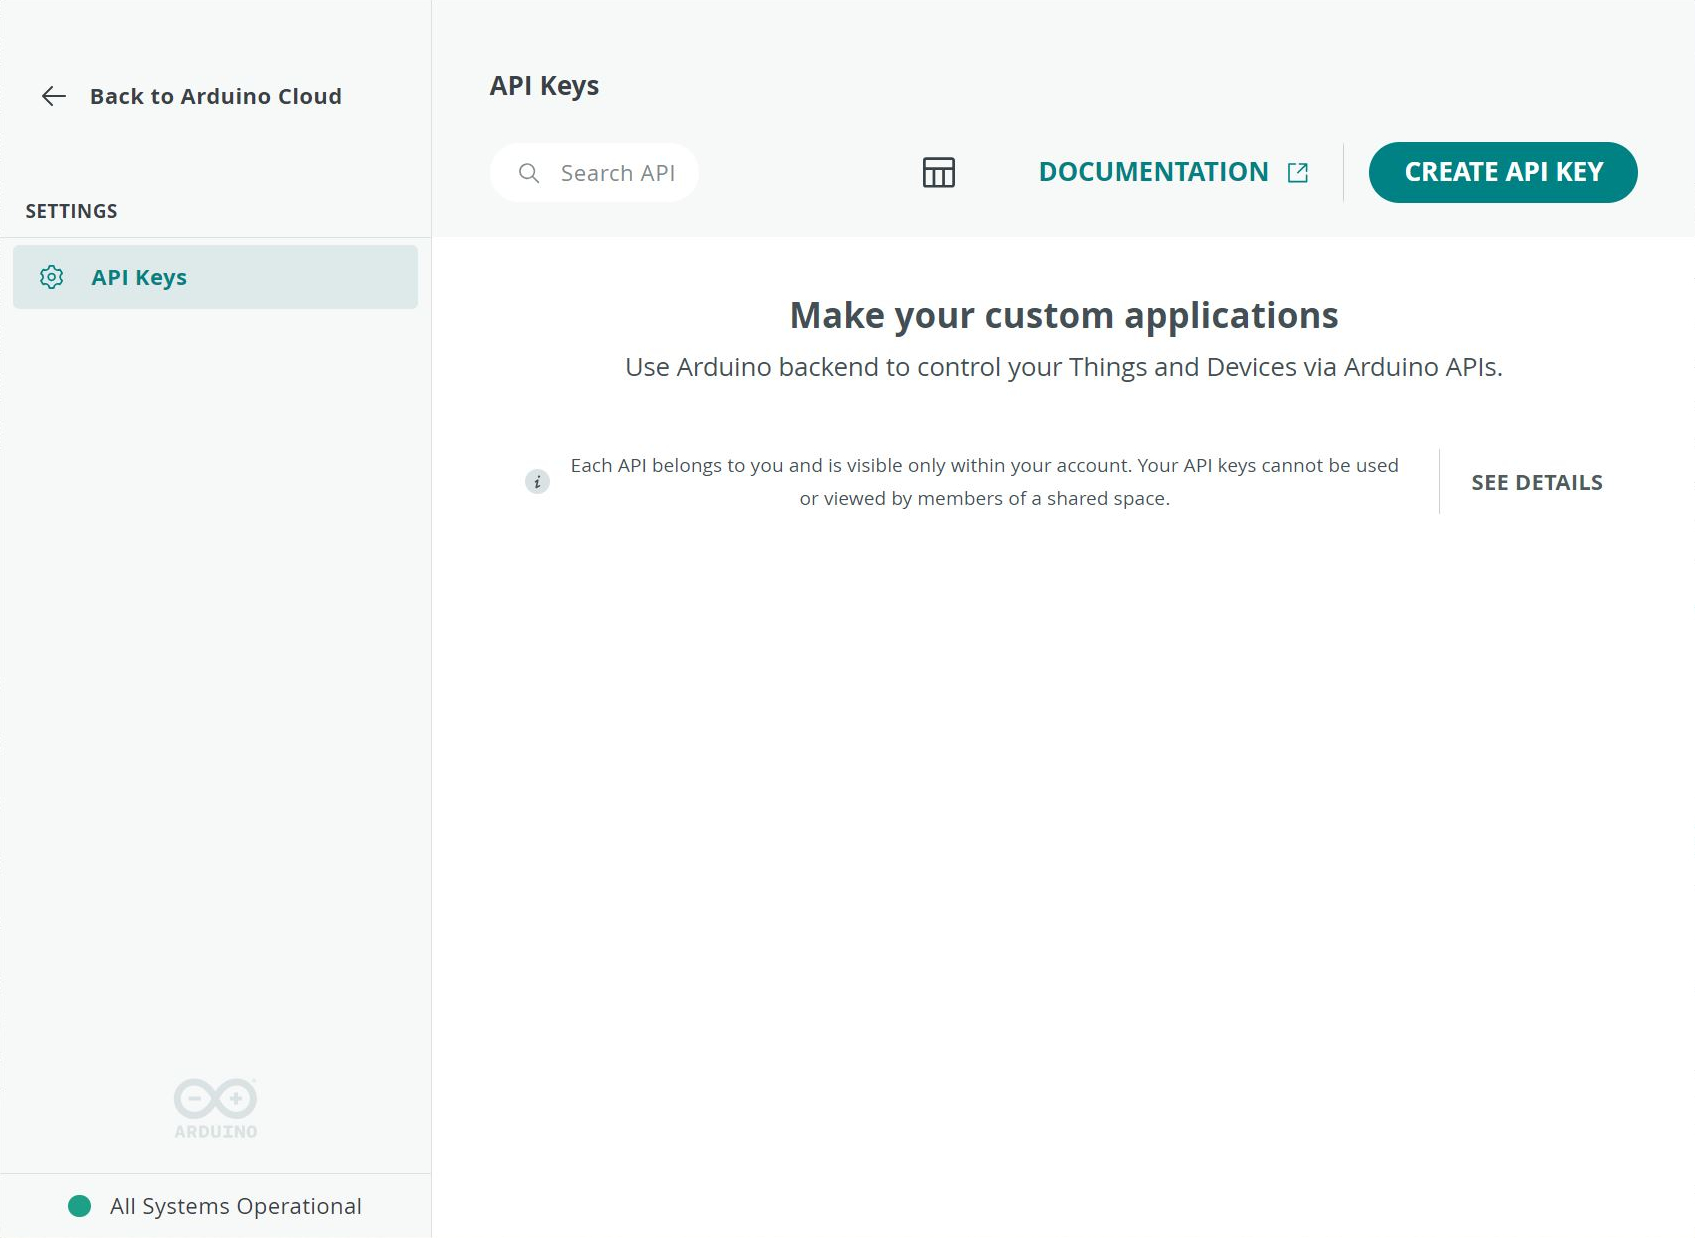 Back to Arduino Cloud
SETTINGS
API Keys
ARDUINO
All Systems Operational
API Keys
Search API
DOCUMENTATION
CREATE API KEY
Make your custom applications
Use Arduino backend to control your Things and Devices via Arduino APIs.
Each API belongs to you and is visible only within your account. Your API keys cannot be used
or viewed by members of a shared space.
SEE DETAILS